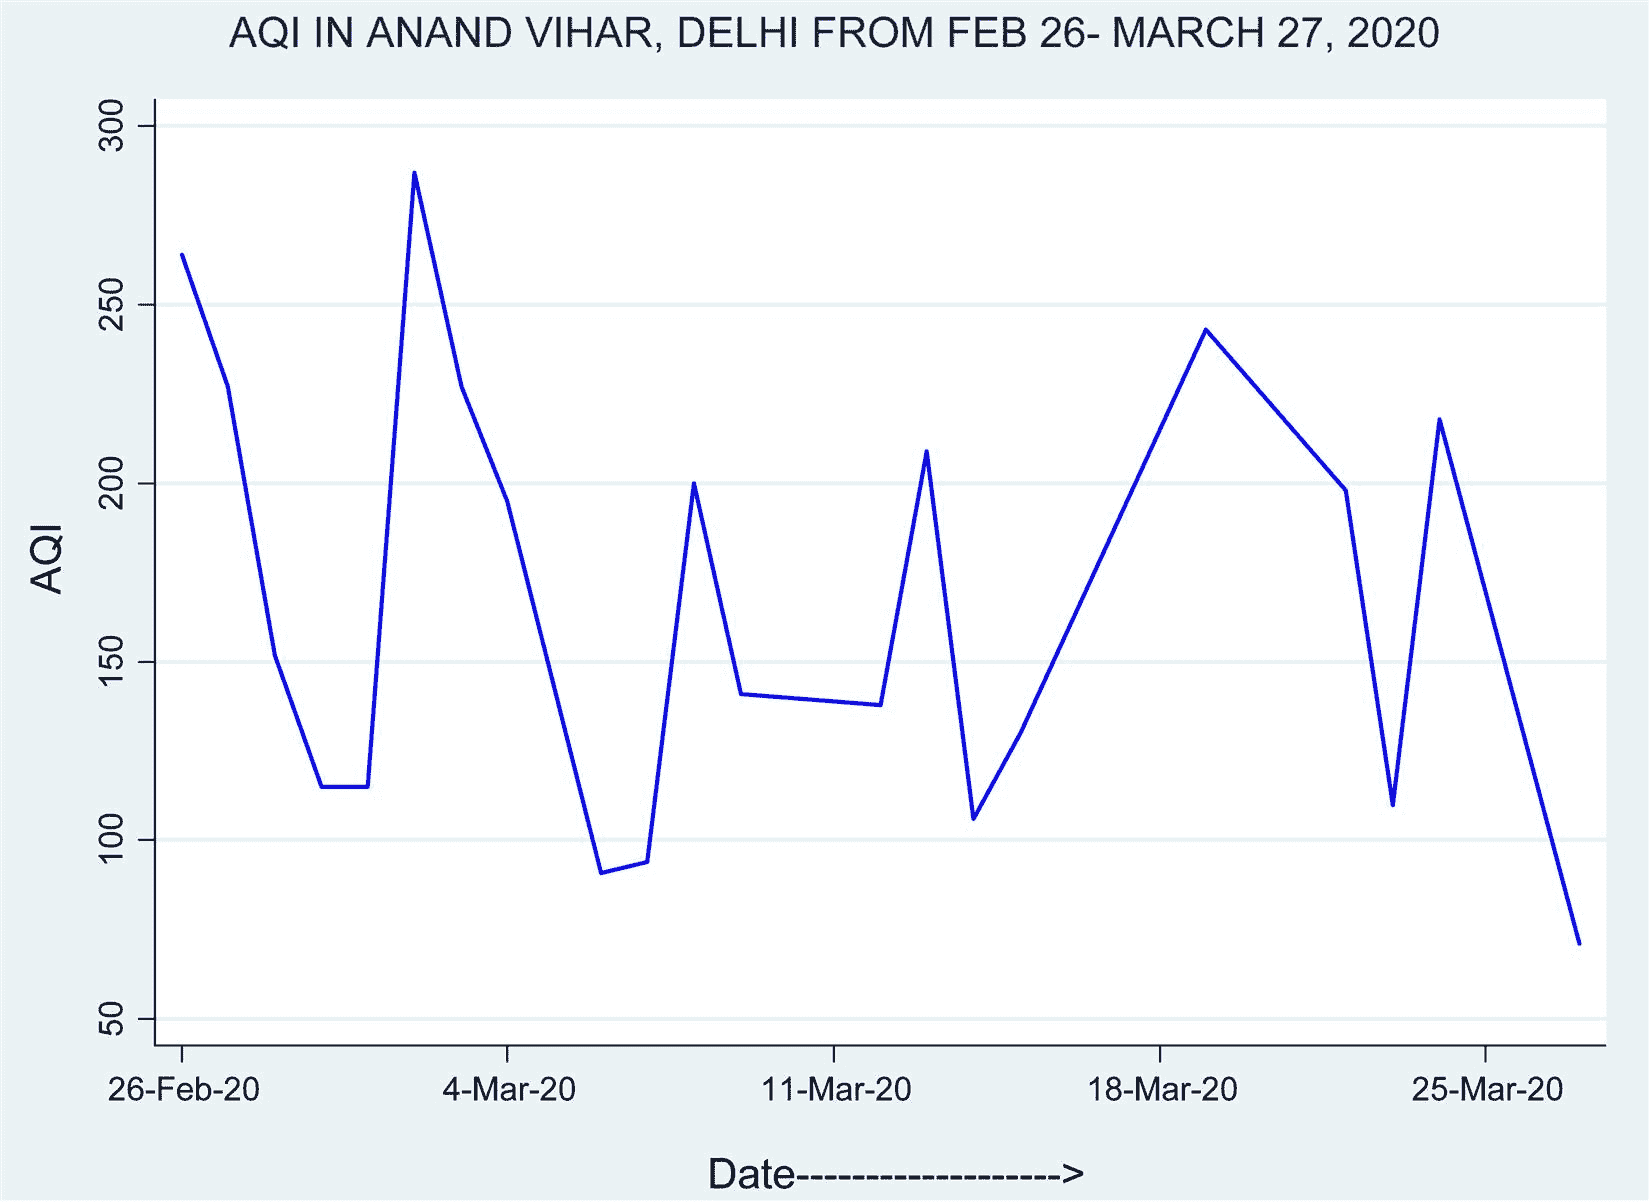 AQI IN ANAND VIHAR, DELHI FROM FEB 26- MARCH 27, 2020
300
250
200
150
100
50
AQI
26-Feb-20 4-Mar-20 11-Mar-20 18-Mar-20 25-Mar-20
Date------------------->